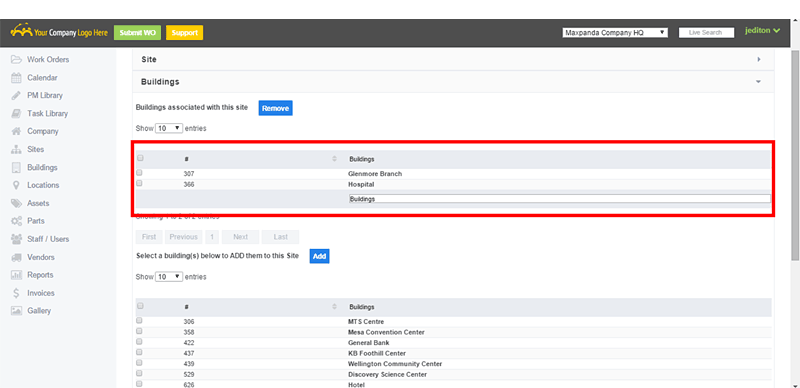 Your Company Logo Here
Submit WO
Support
Maxpanda Company HQ
Live Search
jediton
Work Orders
Calendar
PM Library
Task Library
Company
Sites
Buildings
Locations
Assets
Parts
Staff / Users
Vendors
Reports
Invoices
Gallery
Site
Buildings
Buildings associated with this site Remove
Show 10 entries
# Buildings
307 Glenmore Branch
366 Hospital
Buildings
Showing 1 to 2 of 2 entries
First Previous 1 Next Last
Select a building(s) below to ADD them to this Site Add
Show 10 entries
# Buildings
306 MTS Centre
358 Mesa Convention Center
422 General Bank
437 KB Foothill Center
439 Wellington Community Center
529 Discovery Science Center
626 Hotel